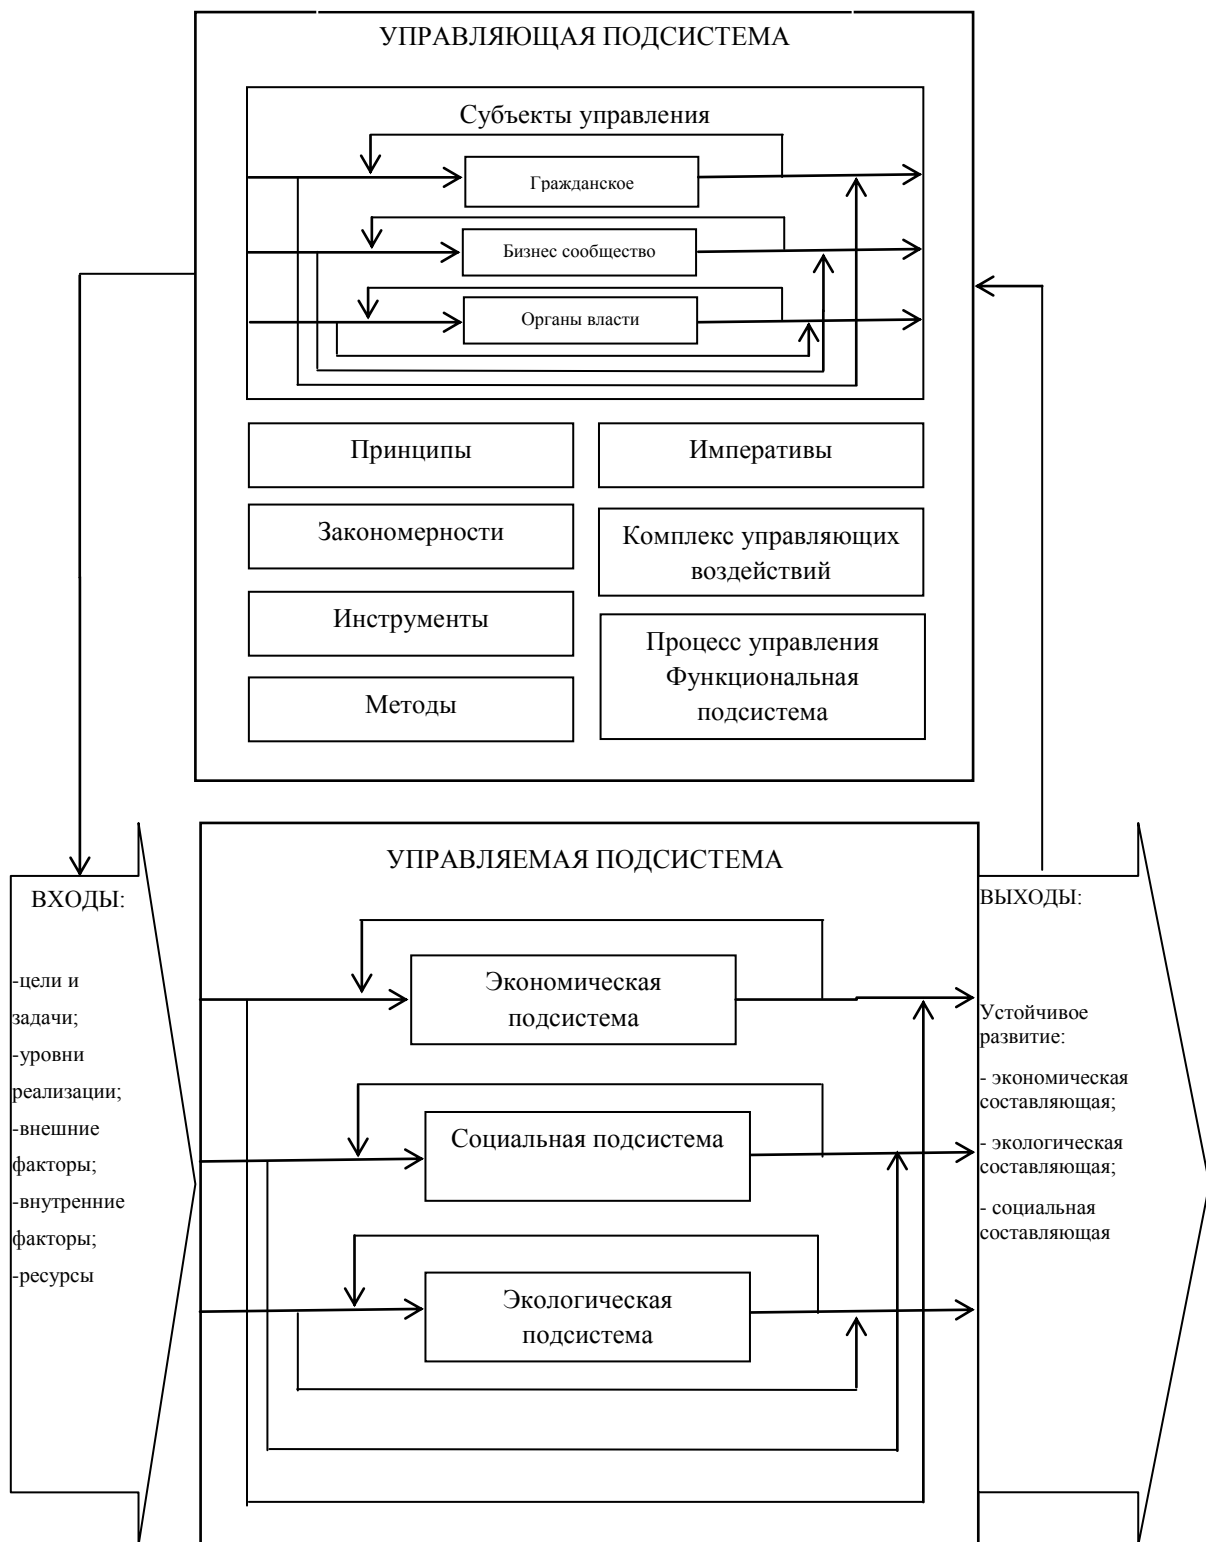 УПРАВЛЯЮЩАЯ ПОДСИСТЕМА
Субъекты управления
Гражданское
Бизнес сообщество
Органы власти
Принципы
Императивы
Закономерности
Комплекс управляющих
воздействий
Инструменты
Процесс управления
Функциональная
подсистема
Методы
УПРАВЛЯЕМАЯ ПОДСИСТЕМА
ВХОДЫ:
-цели и
задачи;
-уровни
реализации;
-внешние
факторы;
-внутренние
факторы;
-ресурсы
Экономическая
подсистема
Социальная подсистема
Экологическая
подсистема
ВЫХОДЫ:
Устойчивое
развитие:
- экономическая
составляющая;
- экологическая
составляющая;
- социальная
составляющая